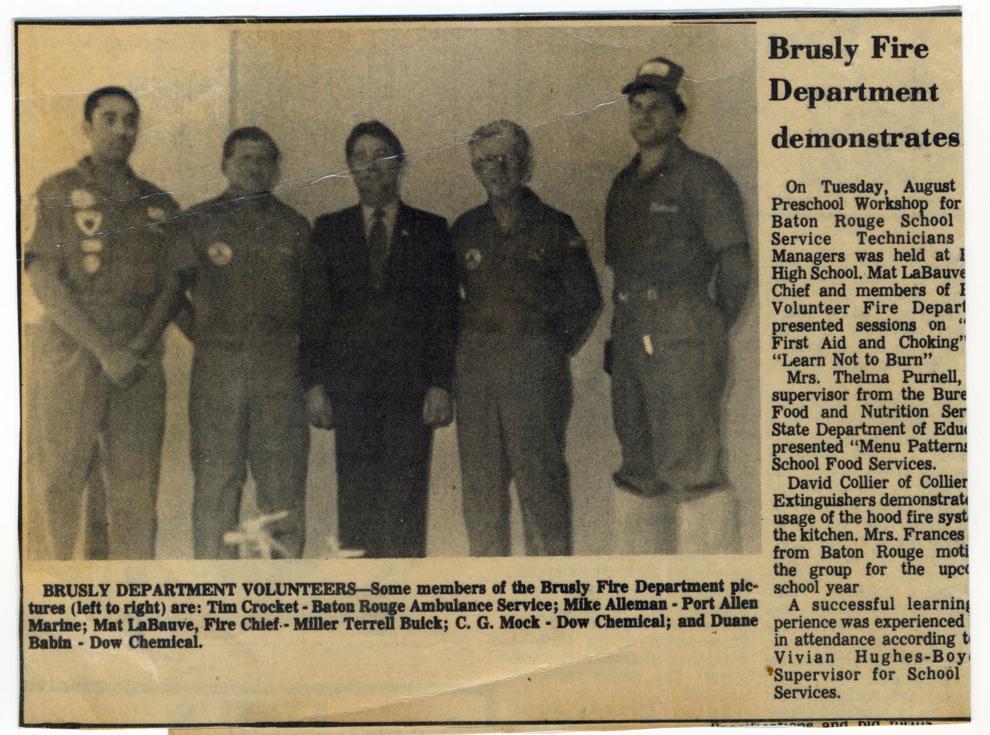 Brusly Fire
Department
demonstrates
On Tuesday, August
Preschool Workshop for
Baton Rouge School
Service Technicians
Managers was held at
High School. Mat LaBauve
Chief and members of
Volunteer Fire Depart
presented sessions on "
First Aid and Choking"
"Learn Not to Burn"
Mrs. Thelma Purnell,
supervisor from the Bure
Food and Nutrition Ser
State Department of Edu
presented "Menu Patterns
School Food Services.
David Collier of Collier
Extinguishers demonstrate
usage of the hood fire syst
the kitchen. Mrs. Frances
from Baton Rouge moti
the group for the upco
school year
A successful learning
perience was experienced
in attendance according t
Vivian Hughes-Boy
Supervisor for School
Services.
BRUSLY DEPARTMENT VOLUNTEERS—Some members of the Brusly Fire Department pic-
tures (left to right) are: Tim Crocket - Baton Rouge Ambulance Service; Mike Alleman - Port Allen
Marine; Mat LaBauve, Fire Chief - Miller Terrell Buick; C. G. Mock - Dow Chemical; and Duane
Babin - Dow Chemical.